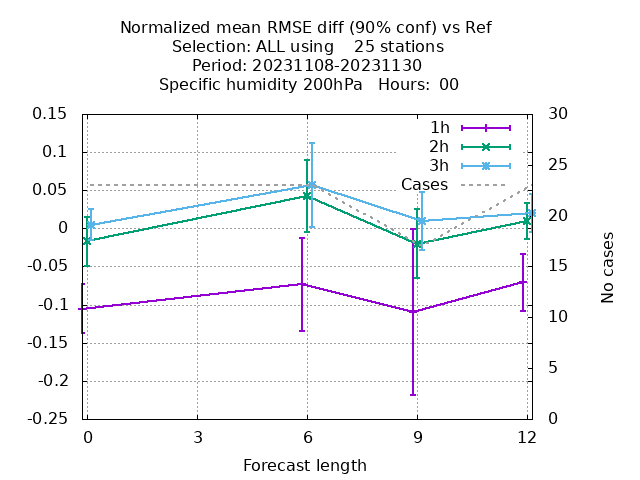 Normalized mean RMSE diff (90% conf) vs Ref
Selection: ALL using    25 stations
Period: 20231108-20231130
Specific humidity 200hPa   Hours:  00
0.15
0.1
0.05
0
-0.05
-0.1
-0.15
-0.2
-0.25
30
25
20
15
10
5
0
1h
2h
3h
Cases
No cases
0 3 6 9 12
Forecast length